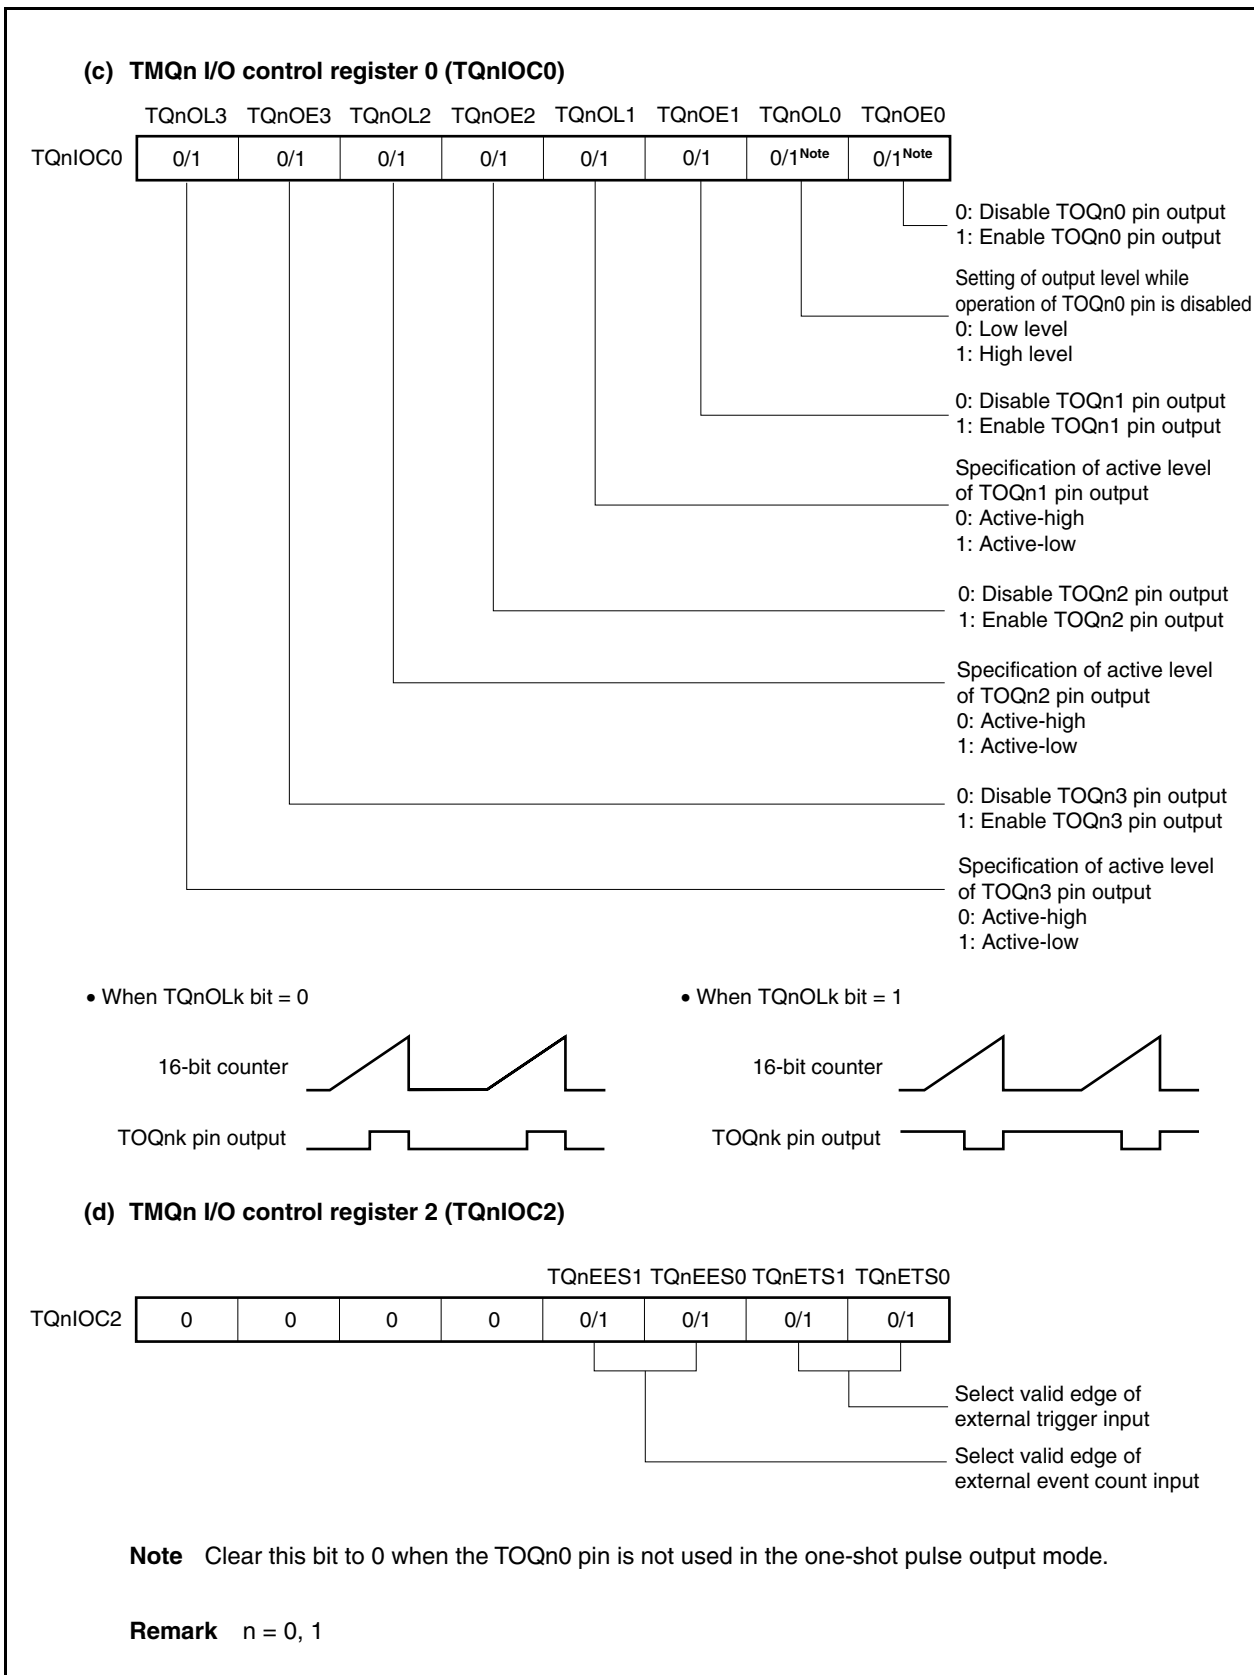 (c) TMQn I/O control register 0 (TQnIOC0)
TQnOL3 TQnOE3 TQnOL2 TQnOE2 TQnOL1 TQnOE1 TQnOL0 TQnOE0
TQnIOC0 0/1 0/1 0/1 0/1 0/1 0/1 0/1Note 0/1Note
0: Disable TOQn0 pin output
1: Enable TOQn0 pin output
Setting of output level while
operation of TOQn0 pin is disabled
0: Low level
1: High level
0: Disable TOQn1 pin output
1: Enable TOQn1 pin output
Specification of active level
of TOQn1 pin output
0: Active-high
1: Active-low
0: Disable TOQn2 pin output
1: Enable TOQn2 pin output
Specification of active level
of TOQn2 pin output
0: Active-high
1: Active-low
0: Disable TOQn3 pin output
1: Enable TOQn3 pin output
Specification of active level
of TOQn3 pin output
0: Active-high
1: Active-low
• When TQnOLk bit = 0
16-bit counter
TOQnk pin output
• When TQnOLk bit = 1
16-bit counter
TOQnk pin output
(d) TMQn I/O control register 2 (TQnIOC2)
TQnEES1 TQnEES0 TQnETS1 TQnETS0
TQnIOC2 0 0 0 0 0/1 0/1 0/1 0/1
Select valid edge of
external trigger input
Select valid edge of
external event count input
Note Clear this bit to 0 when the TOQn0 pin is not used in the one-shot pulse output mode.
Remark n = 0, 1